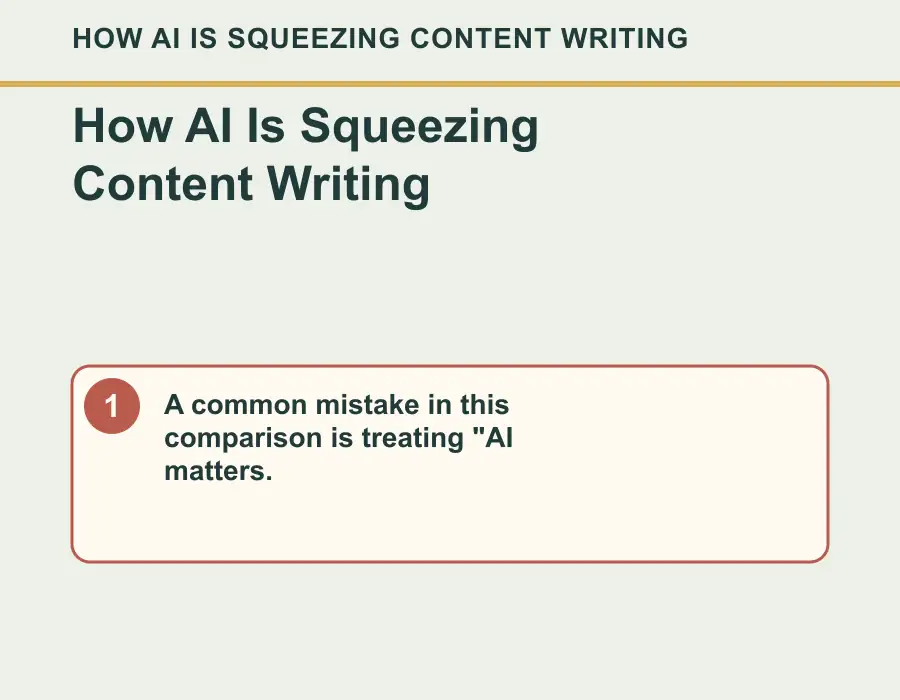 HOW AI IS SQUEEZING CONTENT WRITING
How AI Is Squeezing
Content Writing
1
A common mistake in this
comparison is treating "AI
matters.